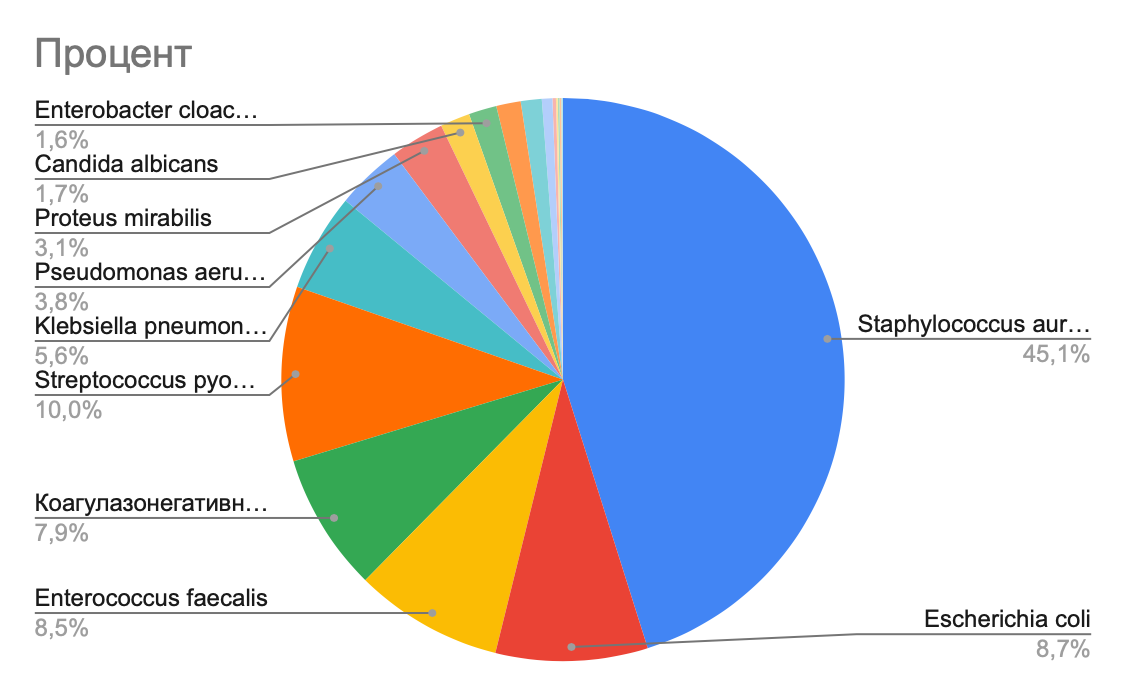 Процент
Enterobacter cloac…
1,6%
Candida albicans
1,7%
Proteus mirabilis
3,1%
Pseudomonas aeru…
3,8%
Klebsiella pneumon…
5,6%
Streptococcus pyo…
10,0%
Коагулазонегативн…
7,9%
Enterococcus faecalis
8,5%
Staphylococcus aur…
45,1%
Escherichia coli
8,7%